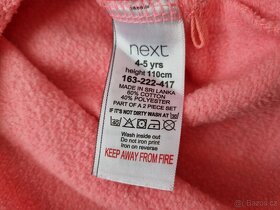 next
4-5 yrs
height 110cm
163-222-417
MADE IN SRI LANKA
60% COTTON
40% POLYESTER
PART OF A 2 PIECE SET
IF IT'S NOT DIRTY WASH AT
Wash inside out
Do not iron print
Iron on reverse
KEEP AWAY FROM FIRE
Bazoš.cz